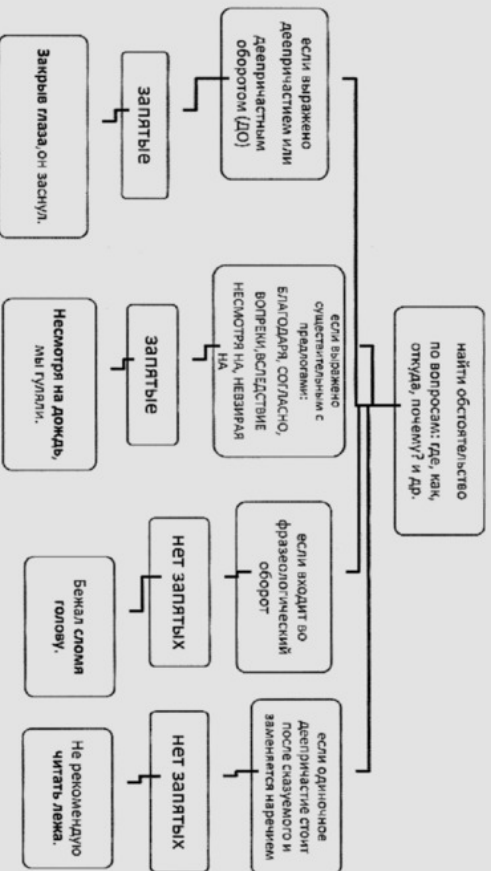 найти обстоятельство
по вопросам: где, как,
откуда, почему? и др.
если выражено
деепричастием или
деепричастным
оборотом (ДО)
запятые
Закрыв глаза,он заснул.
если выражено
существительным с
предлогами:
БЛАГОДАРЯ, СОГЛАСНО,
ВОПРЕКИ,ВСЛЕДСТВИЕ
НЕСМОТРЯ НА, НЕВЗИРАЯ
НА
запятые
Несмотря на дождь,
мы гуляли.
если входит во
фразеологический
оборот
нет запятых
Бежал сломя
голову.
если одиночное
деепричастие стоит
после сказуемого и
заменяется наречием
нет запятых
Не рекомендую
читать лежа.